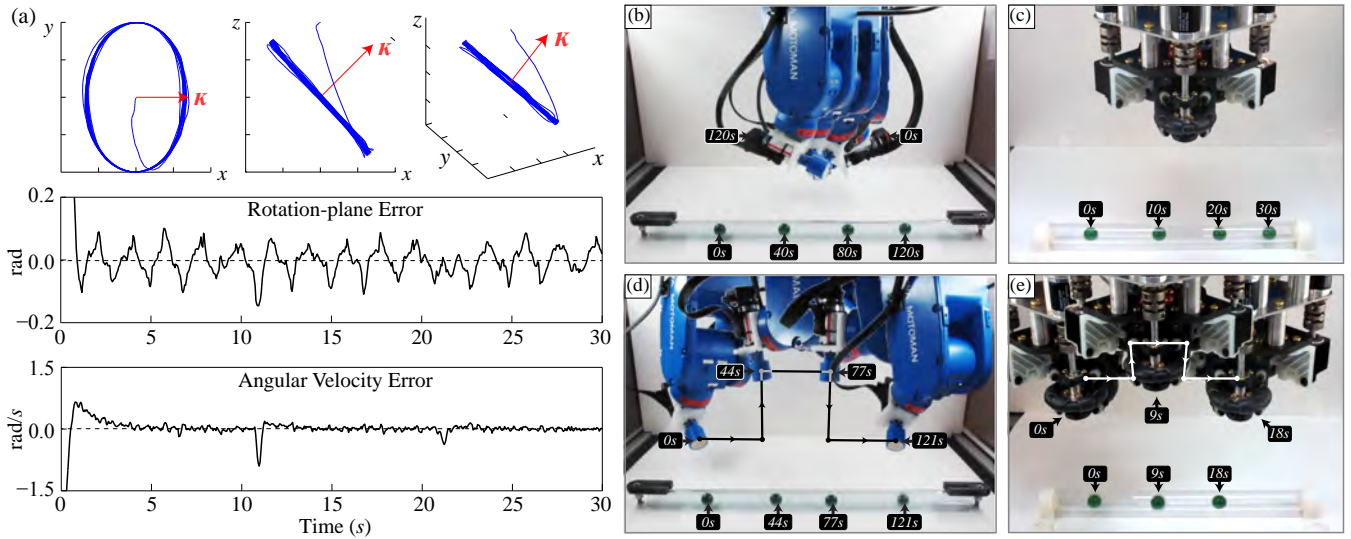 (a)
y
κ
x
z
κ
x
κ
y
x
Rotation-plane Error
rad
0.2
0.0
−0.2
0 5 10 15 20 25 30
Angular Velocity Error
rad/s
1.5
0.0
−1.5
0 5 10 15 20 25 30
Time (s)
(b)
MOTOMAN
120s
0s
0s 40s 80s 120s
(c)
0s 10s 20s 30s
(d)
MOTOMAN
44s
77s
0s
121s
0s 44s 77s 121s
(e)
0s
9s
18s
0s 9s 18s